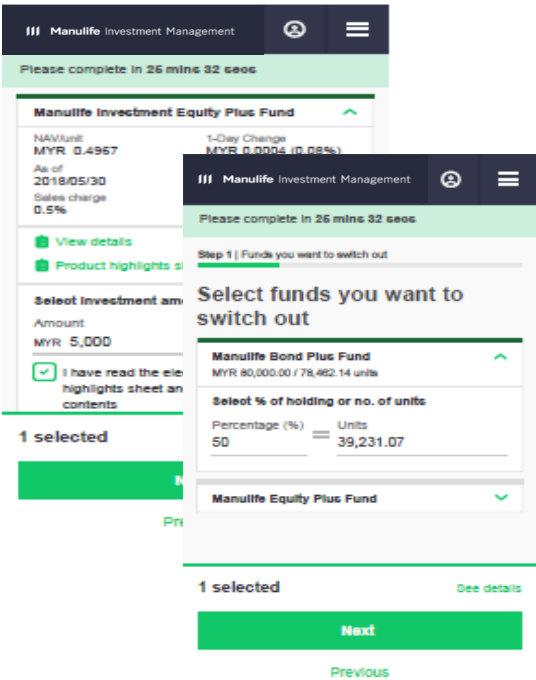 Manulife Investment Management
Please complete in 25 mins 32 secs
Manulife Investment Equity Plus Fund
NAV/unit
MYR 0.4967
1-Day Change
MYR 0.0004 (0.08%)
As of
2018/05/30
Sales charge
0.5%
View details
Product highlights
Select investment
Amount
MYR 5,000
I have read the
highlights sheet
contents
1 selected
Manulife Investment Management
Please complete in 25 mins 32 secs
Step 1 | Funds you want to switch out
Select funds you want to
switch out
Manulife Bond Plus Fund
MYR 80,000.00 / 78,462.14 units
Select % of holding or no. of units
Percentage (%)
50
=
Units
39,231.07
Manulife Equity Plus Fund
1 selected
See details
Next
Previous